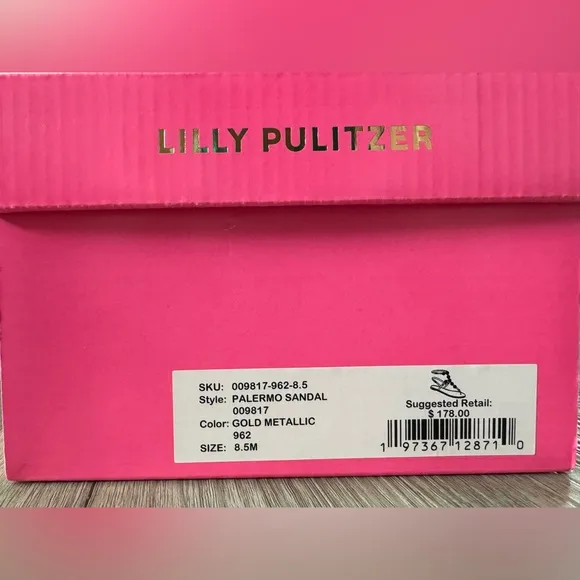 LILLY PULITZER
SKU: 009817-962-8.5
Style: PALERMO SANDAL
009817
Color: GOLD METALLIC
962
SIZE: 8.5M
Suggested Retail:
$ 178.00
1 97367 12871 0